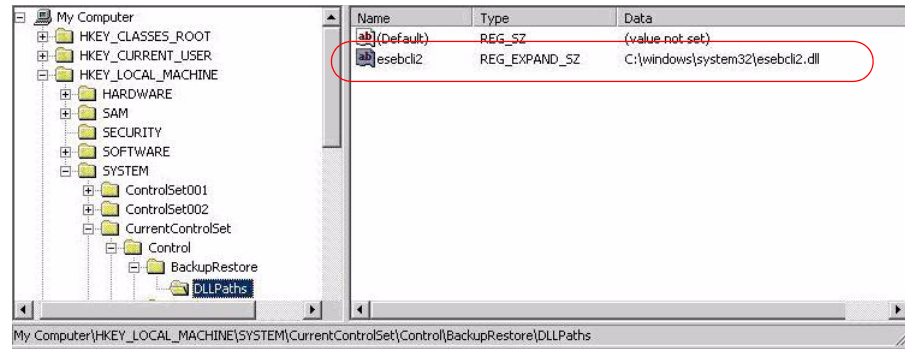 My Computer
HKEY_CLASSES_ROOT
HKEY_CURRENT_USER
HKEY_LOCAL_MACHINE
HARDWARE
SAM
SECURITY
SOFTWARE
SYSTEM
ControlSet001
ControlSet002
CurrentControlSet
Control
BackupRestore
DLLPaths
Name Type Data
ab (Default) REG_SZ (value not set)
ab esebcli2 REG_EXPAND_SZ C:\windows\system32\esebcli2.dll
My Computer\HKEY_LOCAL_MACHINE\SYSTEM\CurrentControlSet\Control\BackupRestore\DLLPaths